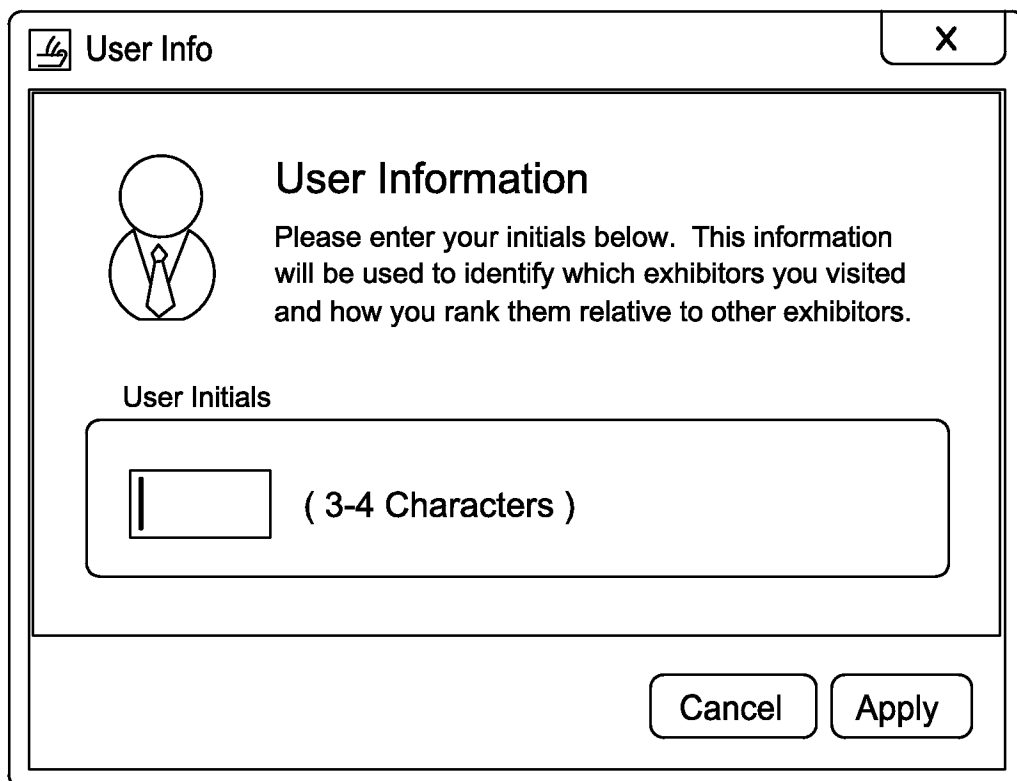 User Info
X
User Information
Please enter your initials below.  This information
will be used to identify which exhibitors you visited
and how you rank them relative to other exhibitors.
User Initials
( 3-4 Characters )
Cancel
Apply